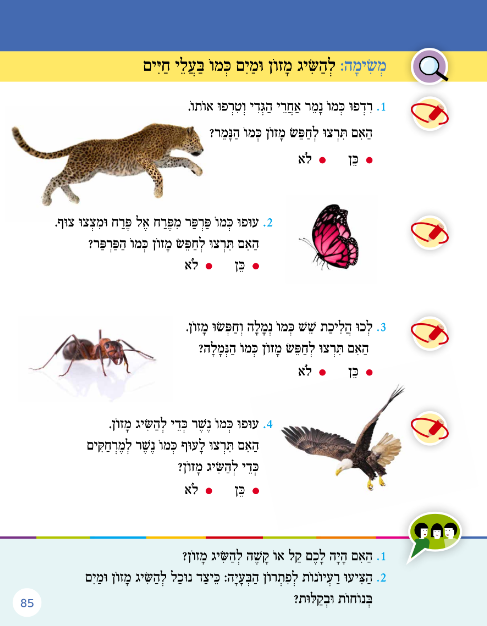 מְשִׂימָה: לְהַשִּׂיג מָזוֹן וּמַיִם כְּמוֹ בַּעֲלֵי חַיִּים
1. רִדְפוּ כְּמוֹ נָמֵר אַחֲרֵי הַגְּדִי וְטִרְפוּ אוֹתוֹ.
הַאִם תִּרְצוּ לְחַפֵּשׂ מָזוֹן כְּמוֹ הַנָּמֵר?
• כֵּן • לֹא
2. עוּפוּ כְּמוֹ פַּרְפַּר מִפֶּרַח אֶל פֶּרַח וּמִצְצוּ צוּף.
הַאִם תִּרְצוּ לְחַפֵּשׂ מָזוֹן כְּמוֹ הַפַּרְפַּר?
• כֵּן • לֹא
3. לְכוּ הֲלִיכַת שֵׁשׁ כְּמוֹ נְמָלָה וְחַפְּשׂוּ מָזוֹן.
הַאִם תִּרְצוּ לְחַפֵּשׂ מָזוֹן כְּמוֹ הַנְּמָלָה?
• כֵּן • לֹא
4. עוּפוּ כְּמוֹ נֶשֶׁר כְּדֵי לְהַשִּׂיג מָזוֹן.
הַאִם תִּרְצוּ לָעוּף כְּמוֹ נֶשֶׁר לְמֶרְחַקִּים
כְּדֵי לְהַשִּׂיג מָזוֹן?
• כֵּן • לֹא
1. הַאִם הָיָה לָכֶם קַל אוֹ קָשֶׁה לְהַשִּׂיג מָזוֹן?
2. הַצִּיעוּ רַעְיוֹנוֹת לְפִתְרוֹן הַבְּעָיָה: כֵּיצַד נוּכַל לְהַשִּׂיג מָזוֹן וּמַיִם
בְּנוֹחוּת וּבְקַלּוּת?
85